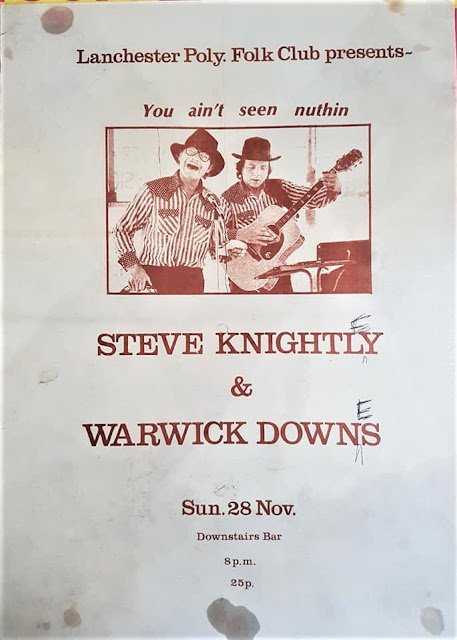 Lanchester Poly. Folk Club presents~
You ain't seen nuthin
STEVE KNIGHTLY
E
&
WARWICK DOWNS
E
Sun. 28 Nov.
Downstairs Bar
8 p.m.
25p.